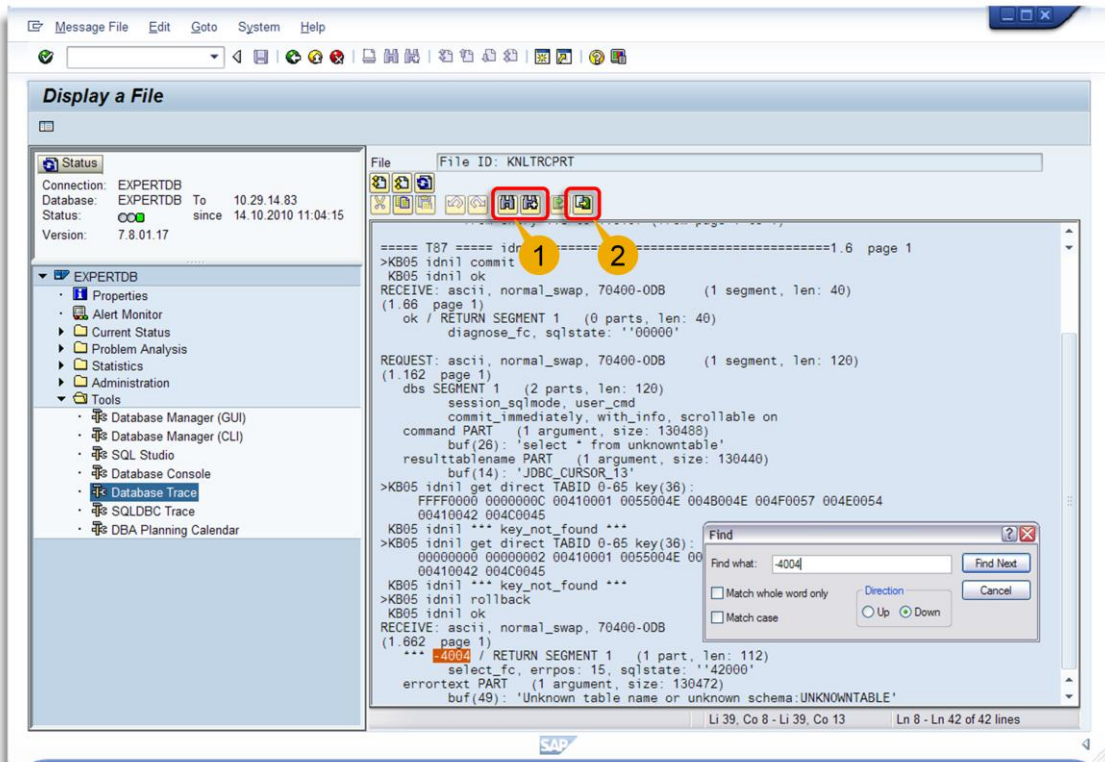 Message File Edit Goto System Help
Display a File
Status
Connection: EXPERTDB
Database: EXPERTDB To 10.29.14.83
Status: since 14.10.2010 11:04:15
Version: 7.8.01.17
EXPERTDB
Properties
Alert Monitor
Current Status
Problem Analysis
Statistics
Administration
Tools
Database Manager (GUI)
Database Manager (CLI)
SQL Studio
Database Console
Database Trace
SQLDBC Trace
DBA Planning Calendar
File File ID: KNLTRCPRT
1 2
===== T87 ===== idn ===================================1.6 page 1
>KB05 idnil commit
KB05 idnil ok
RECEIVE: ascii, normal_swap, 70400-ODB (1 segment, len: 40)
(1.66 page 1)
ok / RETURN SEGMENT 1 (0 parts, len: 40)
diagnose_fc, sqlstate: ''00000'
REQUEST: ascii, normal_swap, 70400-ODB (1 segment, len: 120)
(1.162 page 1)
dbs SEGMENT 1 (2 parts, len: 120)
session_sqlmode, user_cmd
commit_immediately, with_info, scrollable on
command PART (1 argument, size: 130488)
buf(26): 'select * from unknowntable'
resulttablename PART (1 argument, size: 130440)
buf(14): 'JDBC_CURSOR_13'
>KB05 idnil get direct TABID 0-65 key(36):
FFFF0000 0000000C 00410001 0055004E 004B004E 004F0057 004E0054
00410042 004C0045
KB05 idnil *** key_not_found ***
>KB05 idnil get direct TABID 0-65 key(36):
00000000 00000002 00410001 0055004E 00
00410042 004C0045
KB05 idnil *** key_not_found ***
>KB05 idnil rollback
KB05 idnil ok
RECEIVE: ascii, normal_swap, 70400-ODB
(1.662 page 1)
*** -4004 / RETURN SEGMENT 1 (1 part, len: 112)
select_fc, errpos: 15, sqlstate: ''42000'
errortext PART (1 argument, size: 130472)
buf(49): 'Unknown table name or unknown schema:UNKNOWNTABLE'
Find
Find what: -4004 Find Next
Match whole word only Direction Cancel
Match case Up Down
Li 39, Co 8 - Li 39, Co 13 Ln 8 - Ln 42 of 42 lines
SAP